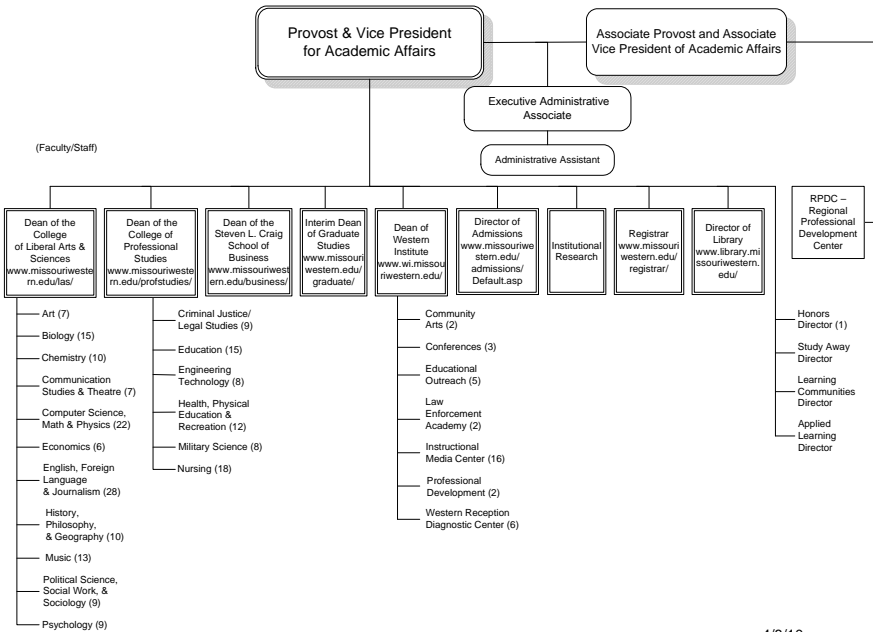 Provost & Vice President
for Academic Affairs
Associate Provost and Associate
Vice President of Academic Affairs
Executive Administrative
Associate
Administrative Assistant
(Faculty/Staff)
Dean of the
College
of Liberal Arts &
Sciences
www.missouriweste
rn.edu/las/
Dean of the
College of
Professional
Studies
www.missouriweste
rn.edu/profstudies/
Dean of the
Steven L. Craig
School of
Business
www.missouriwest
ern.edu/business/
Interim Dean
of Graduate
Studies
www.missouri
western.edu/
graduate/
Dean of
Western
Institute
www.wi.missou
riwestern.edu/
Director of
Admissions
www.missouriwe
stern.edu/
admissions/
Default.asp
Institutional
Research
Registrar
www.missouri
western.edu/
registrar/
Director of
Library
www.library.mi
ssouriwestern.
edu/
RPDC –
Regional
Professional
Development
Center
Art (7)
Biology (15)
Chemistry (10)
Communication
Studies & Theatre (7)
Computer Science,
Math & Physics (22)
Economics (6)
English, Foreign
Language
& Journalism (28)
History,
Philosophy,
& Geography (10)
Music (13)
Political Science,
Social Work, &
Sociology (9)
Psychology (9)
Criminal Justice/
Legal Studies (9)
Education (15)
Engineering
Technology (8)
Health, Physical
Education &
Recreation (12)
Military Science (8)
Nursing (18)
Community
Arts (2)
Conferences (3)
Educational
Outreach (5)
Law
Enforcement
Academy (2)
Instructional
Media Center (16)
Professional
Development (2)
Western Reception
Diagnostic Center (6)
Honors
Director (1)
Study Away
Director
Learning
Communities
Director
Applied
Learning
Director